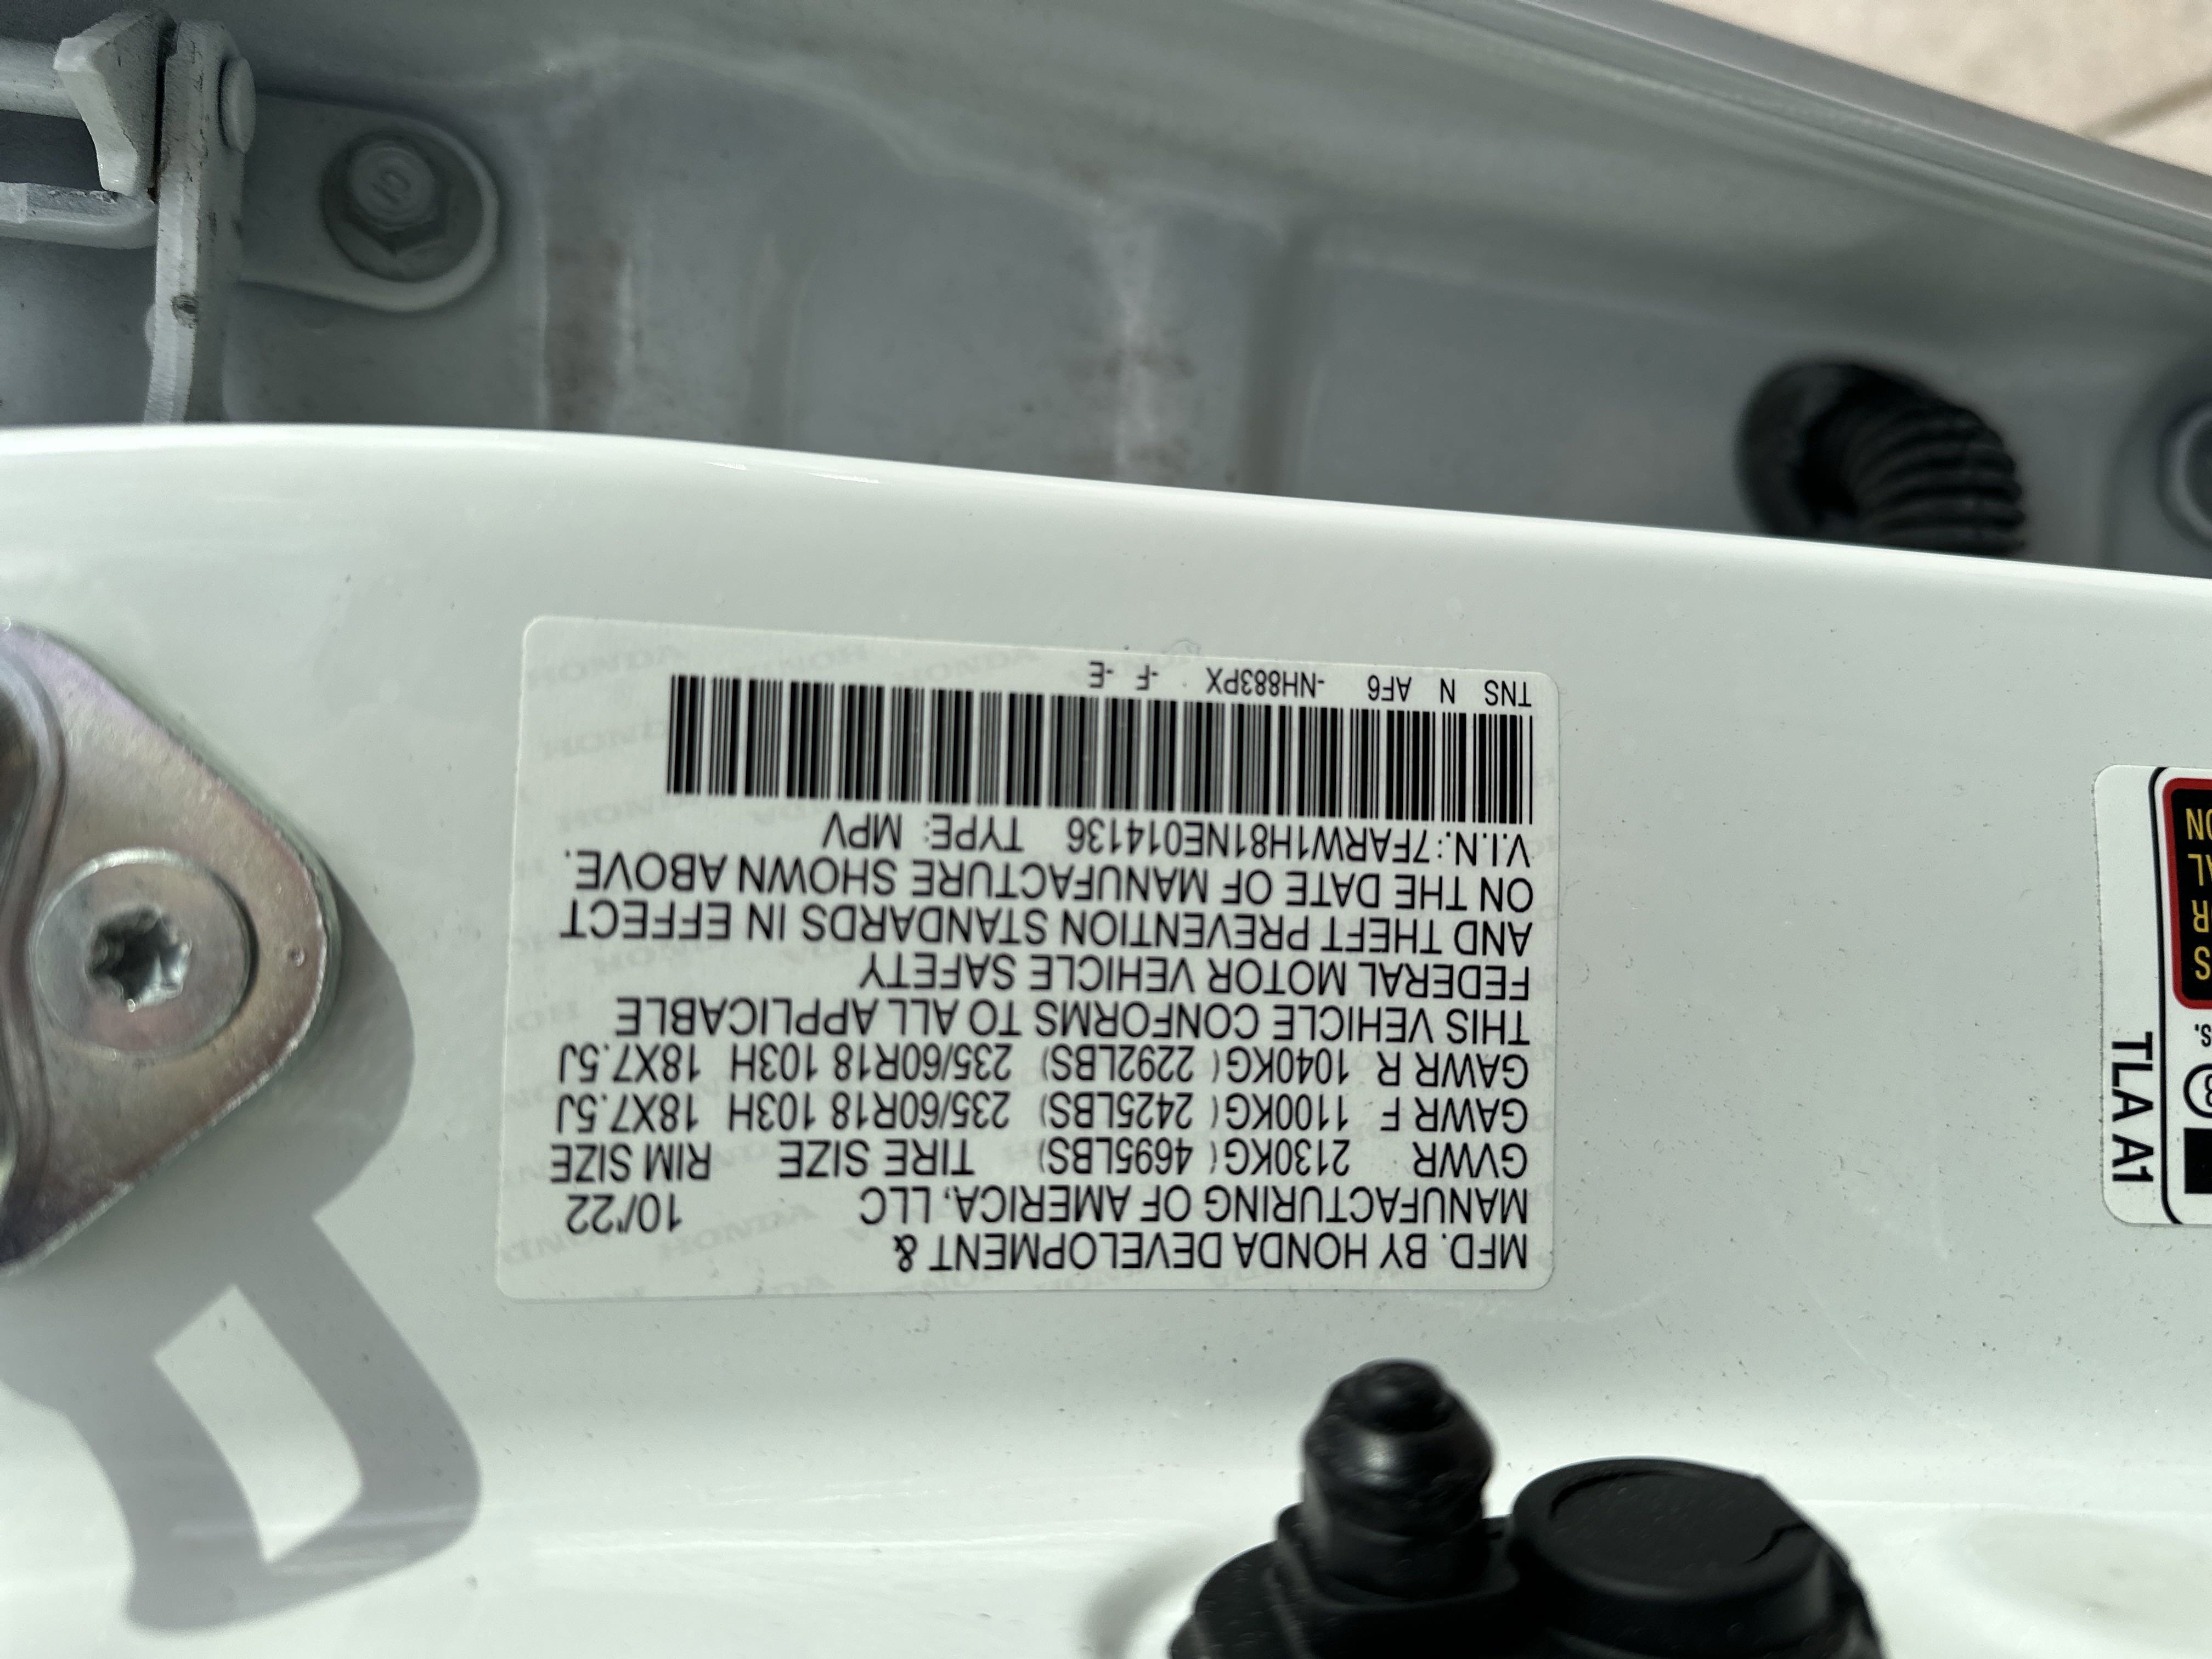 MFD. BY HONDA DEVELOPMENT &
MANUFACTURING OF AMERICA, LLC 10/'22
GVWR 2130KG( 4695LBS) TIRE SIZE RIM SIZE
GAWR F 1100KG( 2425LBS) 235/60R18 103H 18X7.5J
GAWR R 1040KG( 2292LBS) 235/60R18 103H 18X7.5J
THIS VEHICLE CONFORMS TO ALL APPLICABLE
FEDERAL MOTOR VEHICLE SAFETY
AND THEFT PREVENTION STANDARDS IN EFFECT
ON THE DATE OF MANUFACTURE SHOWN ABOVE.
V.I.N.:7FARW1H81NE014136 TYPE: MPV
TNS N AF6 -NH883PX -F -E
TLA A1
10